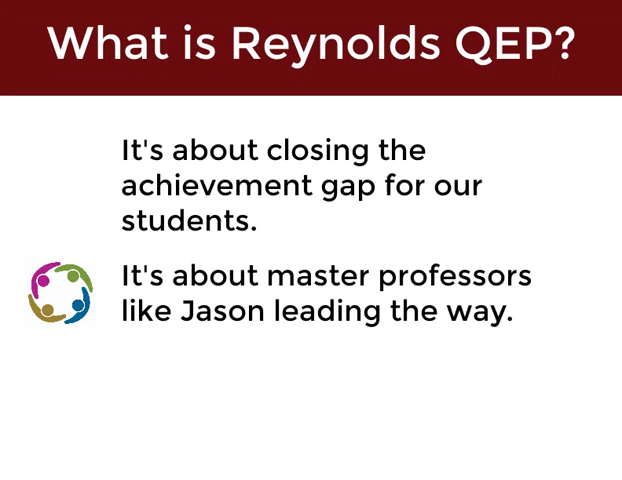 What is Reynolds QEP?
It's about closing the
achievement gap for our
students.
It's about master professors
like Jason leading the way.